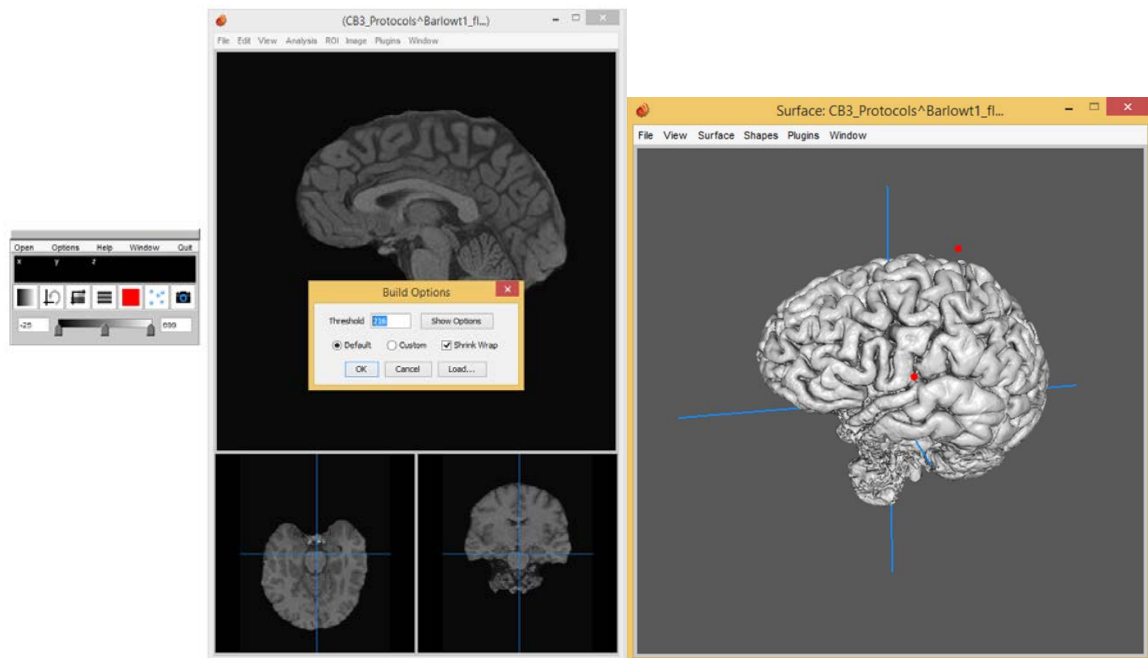 Open Options Help Window Quit
x y z
-25 699
(CB3_Protocols^Barlowt1_fl...)
File Edit View Analysis ROI Image Plugins Window
Build Options
Threshold 216 Show Options
Default Custom Shrink Wrap
OK Cancel Load....
Surface: CB3_Protocols^Barlowt1_fl...
File View Surface Shapes Plugins Window